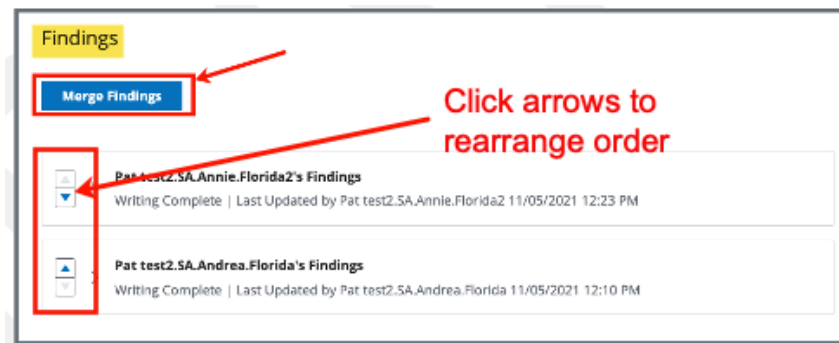 Findings
Merge Findings
Click arrows to
rearrange order
Pat test2.SA.Annie.Florida2's Findings
Writing Complete | Last Updated by Pat test2.SA.Annie.Florida2 11/05/2021 12:23 PM
Pat test2.SA.Andrea.Florida's Findings
Writing Complete | Last Updated by Pat test2.SA.Andrea.Florida 11/05/2021 12:10 PM